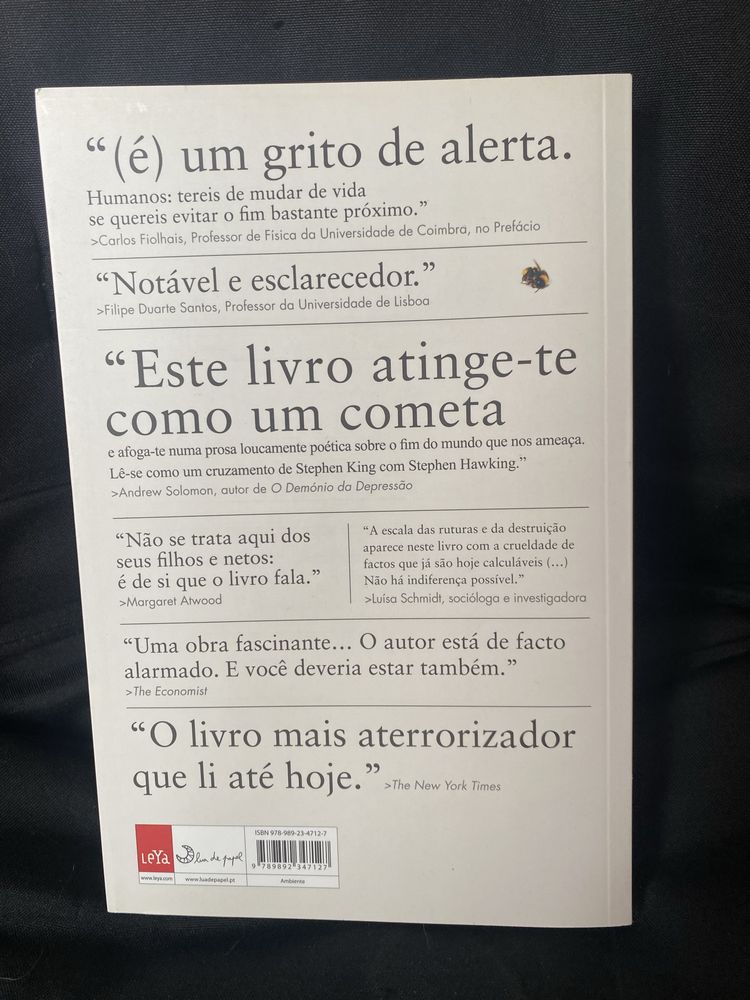 “(é) um grito de alerta.
Humanos: tereis de mudar de vida
se quereis evitar o fim bastante próximo.”
>Carlos Fiolhais, Professor de Física da Universidade de Coimbra, no Prefácio
“Notável e esclarecedor.”
>Filipe Duarte Santos, Professor da Universidade de Lisboa
“Este livro atinge-te
como um cometa
e afoga-te numa prosa loucamente poética sobre o fim do mundo que nos ameaça.
Lê-se como um cruzamento de Stephen King com Stephen Hawking.”
>Andrew Solomon, autor de O Demónio da Depressão
“Não se trata aqui dos
seus filhos e netos:
é de si que o livro fala.”
>Margaret Atwood
“A escala das ruturas e da destruição
aparece neste livro com a crueldade de
factos que já são hoje calculáveis (...)
Não há indiferença possível.”
>Luísa Schmidt, socióloga e investigadora
“Uma obra fascinante... O autor está de facto
alarmado. E você deveria estar também.”
>The Economist
“O livro mais aterrorizador
que li até hoje.” >The New York Times
LeYa
www.leya.com
lua de papel
www.luadepapel.pt
ISBN 978-989-23-4712-7
9 789892 347127
Ambiente